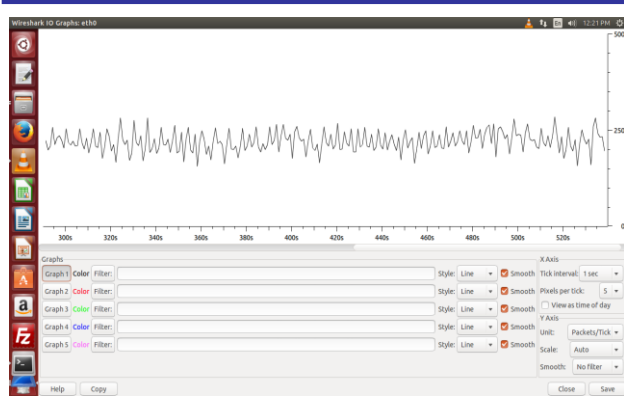 Wireshark IO Graphs: eth0 En 12:21 PM
500
250
0
300s 320s 340s 360s 380s 400s 420s 440s 460s 480s 500s 520s
Graphs
X Axis
Graph 1 Color Filter: Style: Line Smooth
Tick interval: 1 sec
Graph 2 Color Filter: Style: Line Smooth
Pixels per tick: 5
Graph 3 Color Filter: Style: Line Smooth
View as time of day
Y Axis
Graph 4 Color Filter: Style: Line Smooth
Unit: Packets/Tick
Graph 5 Color Filter: Style: Line Smooth
Scale: Auto
Smooth: No filter
Help Copy Close Save
a
Fz
>_